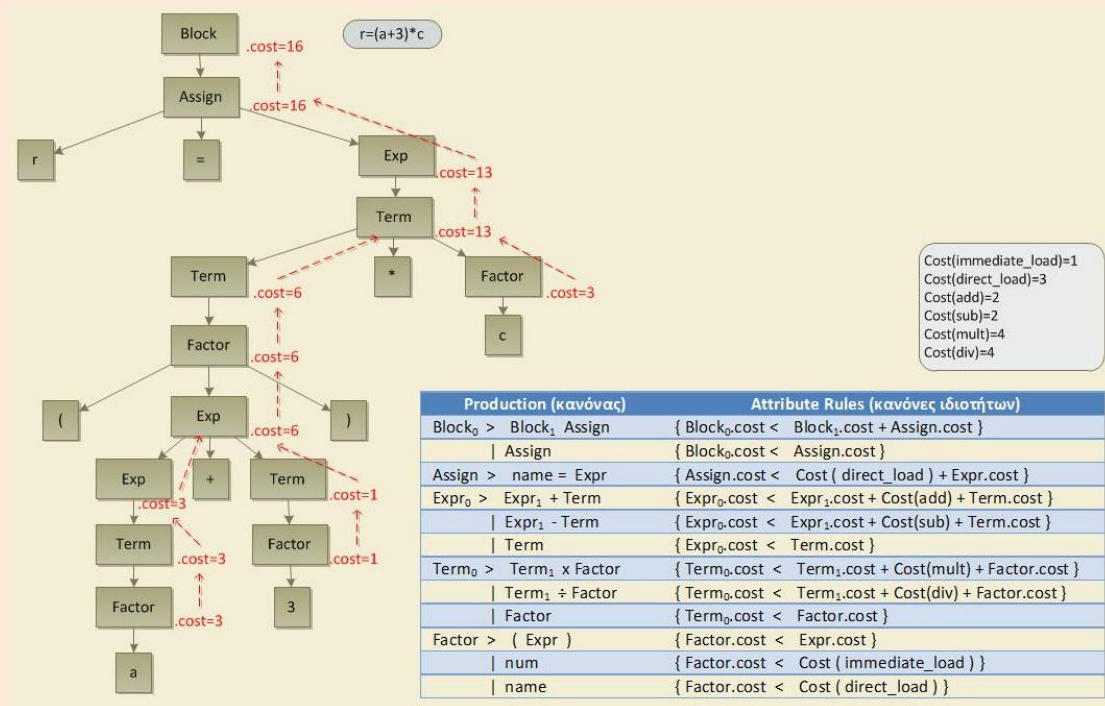 Block
r=(a+3)*c
.cost=16
Assign
.cost=16
r
=
Exp
.cost=13
Term
.cost=13
Term
*
Factor
.cost=6
.cost=3
c
Factor
.cost=6
(
Exp
)
.cost=6
Exp
+
Term
.cost=3
.cost=1
Term
Factor
.cost=3
.cost=1
Factor
3
.cost=3
a
Cost(immediate_load)=1
Cost(direct_load)=3
Cost(add)=2
Cost(sub)=2
Cost(mult)=4
Cost(div)=4
Production (κανόνας) Attribute Rules (κανόνες ιδιοτήτων)
Block₀ > Block₁ Assign { Block₀.cost < Block₁.cost + Assign.cost }
| Assign { Block₀.cost < Assign.cost }
Assign > name = Expr { Assign.cost < Cost ( direct_load ) + Expr.cost }
Expr₀ > Expr₁ + Term { Expr₀.cost < Expr₁.cost + Cost(add) + Term.cost }
| Expr₁ - Term { Expr₀.cost < Expr₁.cost + Cost(sub) + Term.cost }
| Term { Expr₀.cost < Term.cost }
Term₀ > Term₁ x Factor { Term₀.cost < Term₁.cost + Cost(mult) + Factor.cost }
| Term₁ ÷ Factor { Term₀.cost < Term₁.cost + Cost(div) + Factor.cost }
| Factor { Term₀.cost < Factor.cost }
Factor > ( Expr ) { Factor.cost < Expr.cost }
| num { Factor.cost < Cost ( immediate_load ) }
| name { Factor.cost < Cost ( direct_load ) }